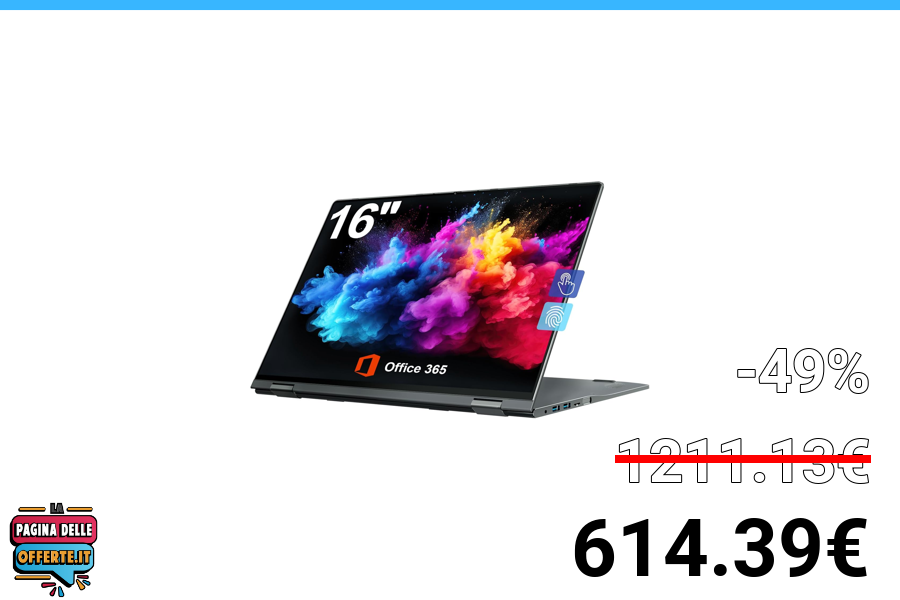 16"
Office 365
-49%
1211.13€
614.39€
LA
PAGINA DELLE
OFFERTE.IT